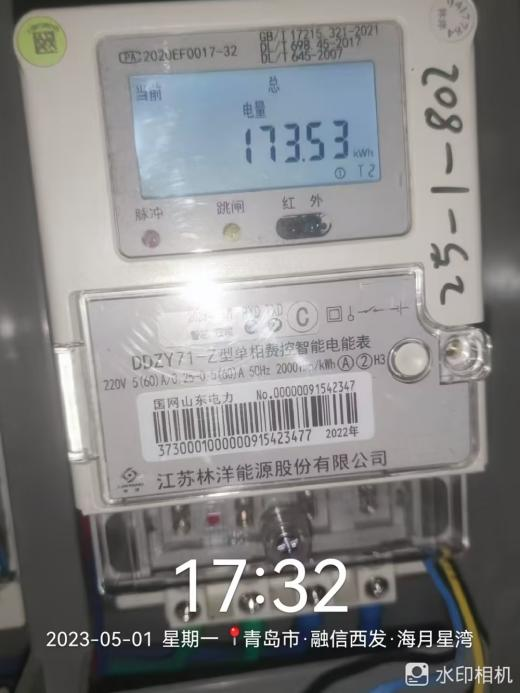 CPA 2020EF0017-32
GB/T 17215.321-2021
DL/T 698.45-2017
DL/T 645-2007
当前
总
电量
173.53 kWh
① T2
脉冲
跳闸
红外
25-1-802
C
DDZY71-Z型单相费控智能电能表
220V 5(60)A/0.25-0.5(60)A 50Hz 2000imp/kWh Ⓐ ② H3
国网山东电力 No.00000091542347
3730001000000915423477
2022年
江苏林洋能源股份有限公司
17:32
2023-05-01 星期一 青岛市·融信西发·海月星湾
水印相机